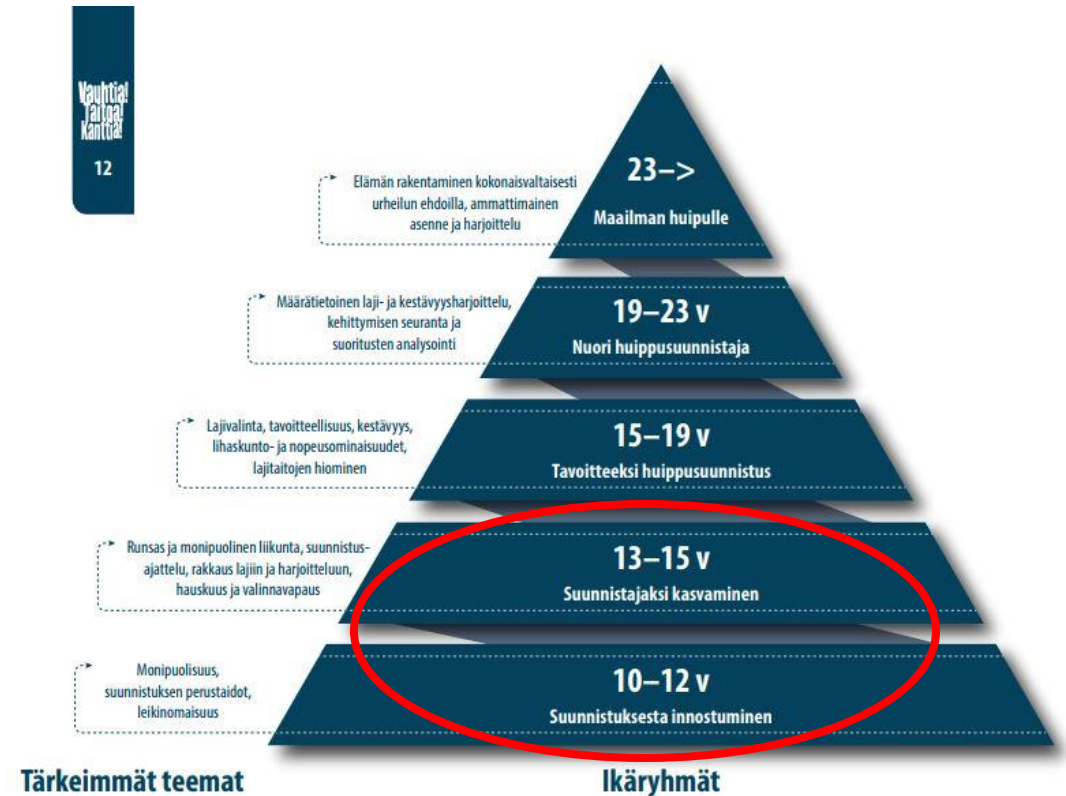 Vauhtia!
Taitoa!
Kanttia!
12
23–>
Maailman huipulle
Elämän rakentaminen kokonaisvaltaisesti
urheilun ehdoilla, ammattimainen
asenne ja harjoittelu
19–23 v
Nuori huippusuunnistaja
Määrätietoinen laji- ja kestävyysharjoittelu,
kehittymisen seuranta ja
suoritusten analysointi
15–19 v
Tavoitteeksi huippusuunnistus
Lajivalinta, tavoitteellisuus, kestävyys,
lihaskunto- ja nopeusominaisuudet,
lajitaitojen hiominen
13–15 v
Suunnistajaksi kasvaminen
Runsas ja monipuolinen liikunta, suunnistus-
ajattelu, rakkaus lajiin ja harjoitteluun,
hauskuus ja valinnavapaus
10–12 v
Suunnistuksesta innostuminen
Monipuolisuus,
suunnistuksen perustaidot,
leikinomaisuus
Tärkeimmät teemat
Ikäryhmät